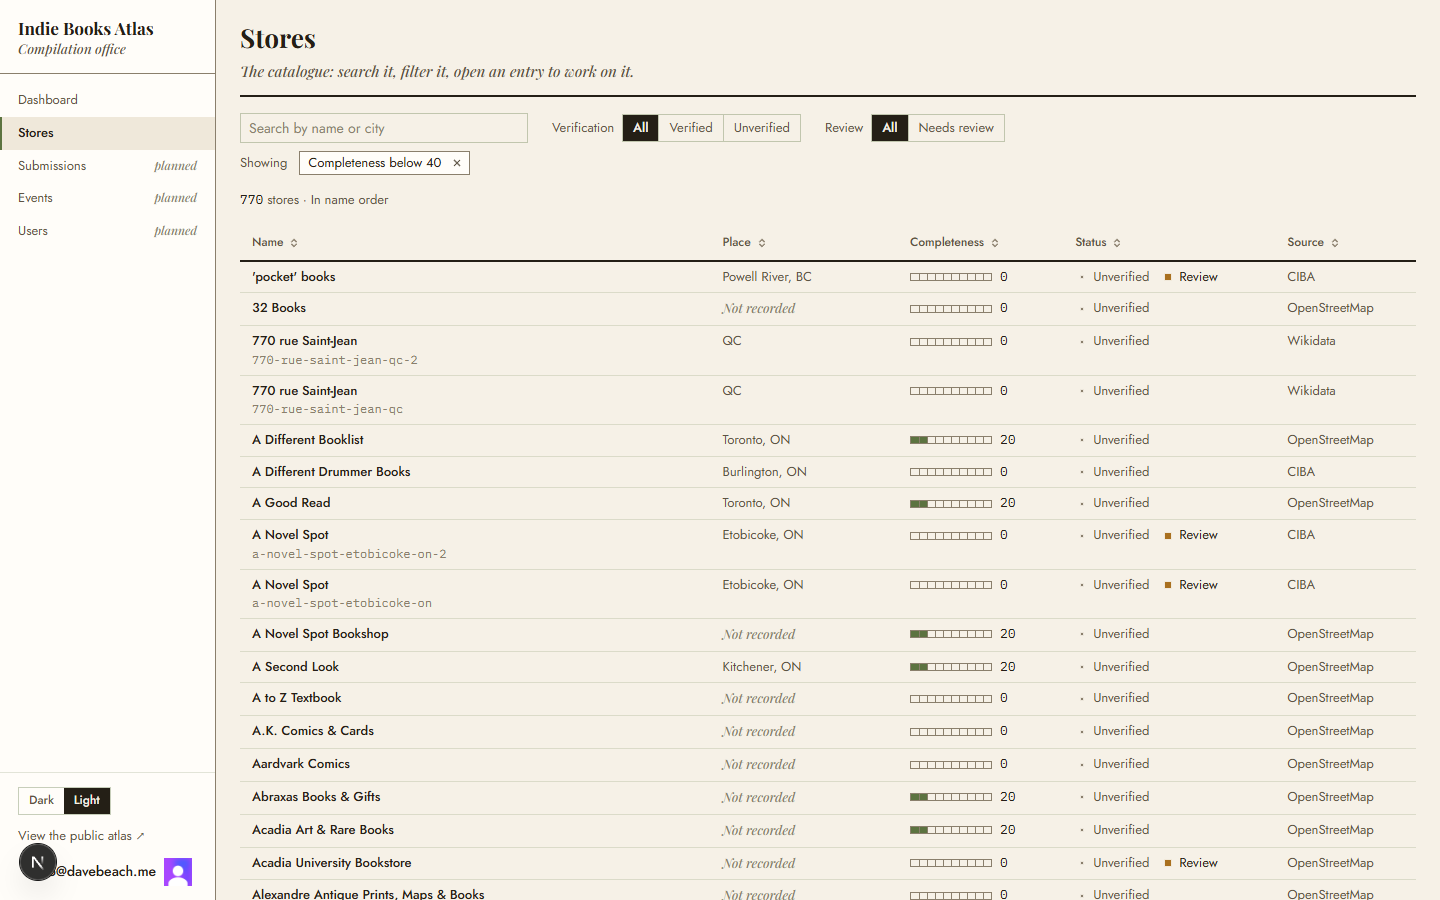 Indie Books Atlas
Compilation office
Dashboard
Stores
Submissions planned
Events planned
Users planned
Dark Light
View the public atlas ↗
N @davebeach.me
Stores
The catalogue: search it, filter it, open an entry to work on it.
Search by name or city Verification All Verified Unverified Review All Needs review
Showing Completeness below 40 ×
770 stores · In name order
Name Place Completeness Status Source
'pocket' books Powell River, BC 0 Unverified Review CIBA
32 Books Not recorded 0 Unverified OpenStreetMap
770 rue Saint-Jean QC 0 Unverified Wikidata
770-rue-saint-jean-qc-2
770 rue Saint-Jean QC 0 Unverified Wikidata
770-rue-saint-jean-qc
A Different Booklist Toronto, ON 20 Unverified OpenStreetMap
A Different Drummer Books Burlington, ON 0 Unverified CIBA
A Good Read Toronto, ON 20 Unverified OpenStreetMap
A Novel Spot Etobicoke, ON 0 Unverified Review CIBA
a-novel-spot-etobicoke-on-2
A Novel Spot Etobicoke, ON 0 Unverified Review CIBA
a-novel-spot-etobicoke-on
A Novel Spot Bookshop Not recorded 20 Unverified OpenStreetMap
A Second Look Kitchener, ON 20 Unverified OpenStreetMap
A to Z Textbook Not recorded 0 Unverified OpenStreetMap
A.K. Comics & Cards Not recorded 0 Unverified OpenStreetMap
Aardvark Comics Not recorded 0 Unverified OpenStreetMap
Abraxas Books & Gifts Not recorded 20 Unverified OpenStreetMap
Acadia Art & Rare Books Not recorded 20 Unverified OpenStreetMap
Acadia University Bookstore Not recorded 0 Unverified Review OpenStreetMap
Alexandre Antique Prints, Maps & Books Not recorded 0 Unverified OpenStreetMap